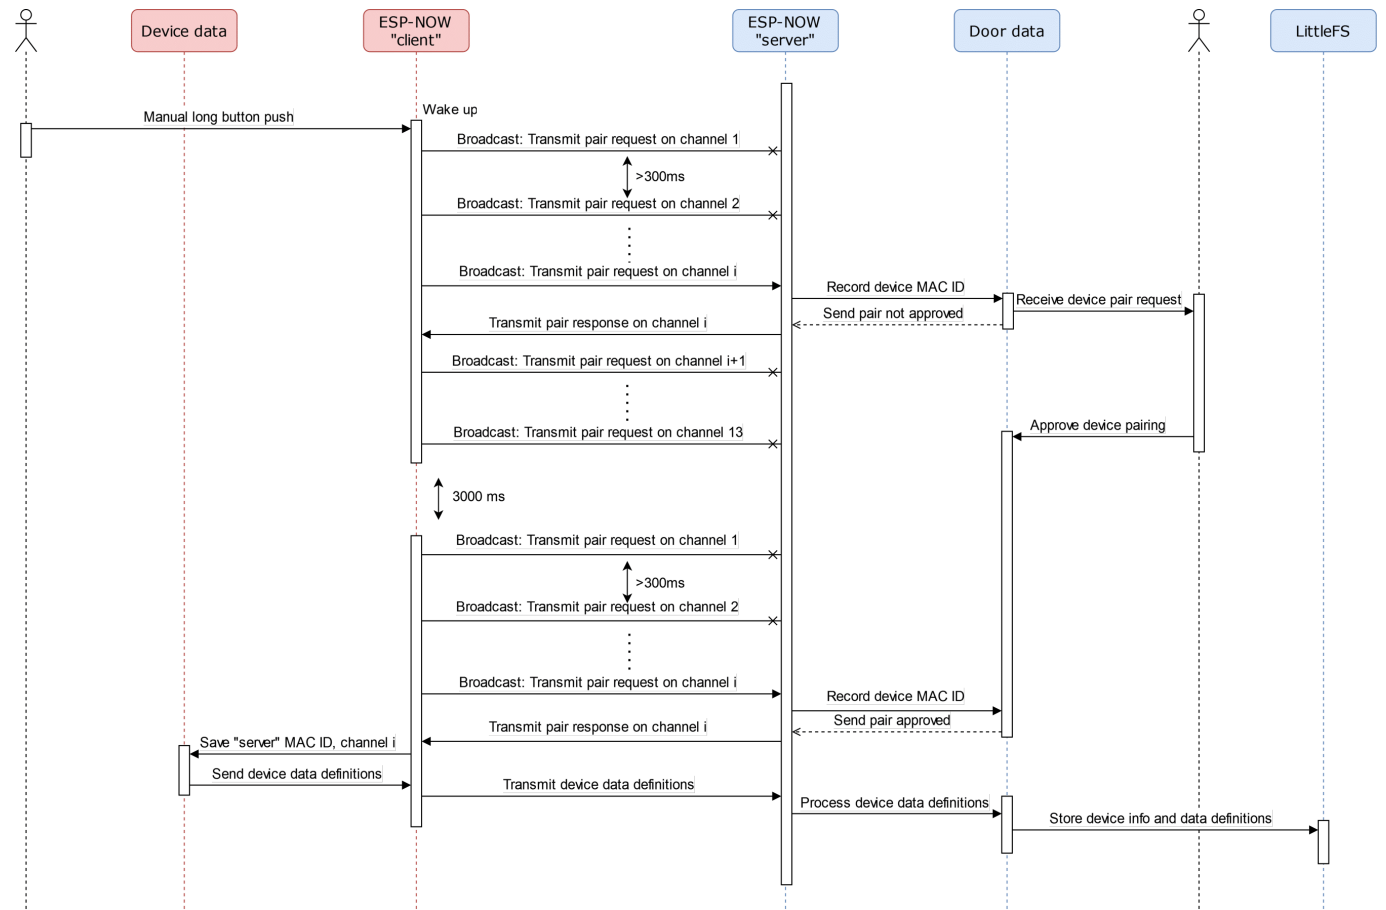 Device data
ESP-NOW
"client"
ESP-NOW
"server"
Door data
LittleFS
Wake up
Manual long button push
Broadcast: Transmit pair request on channel 1
>300ms
Broadcast: Transmit pair request on channel 2
Broadcast: Transmit pair request on channel i
Record device MAC ID
Receive device pair request
Send pair not approved
Transmit pair response on channel i
Broadcast: Transmit pair request on channel i+1
Approve device pairing
Broadcast: Transmit pair request on channel 13
3000 ms
Broadcast: Transmit pair request on channel 1
>300ms
Broadcast: Transmit pair request on channel 2
Broadcast: Transmit pair request on channel i
Record device MAC ID
Send pair approved
Transmit pair response on channel i
Save "server" MAC ID, channel i
Send device data definitions
Transmit device data definitions
Process device data definitions
Store device info and data definitions